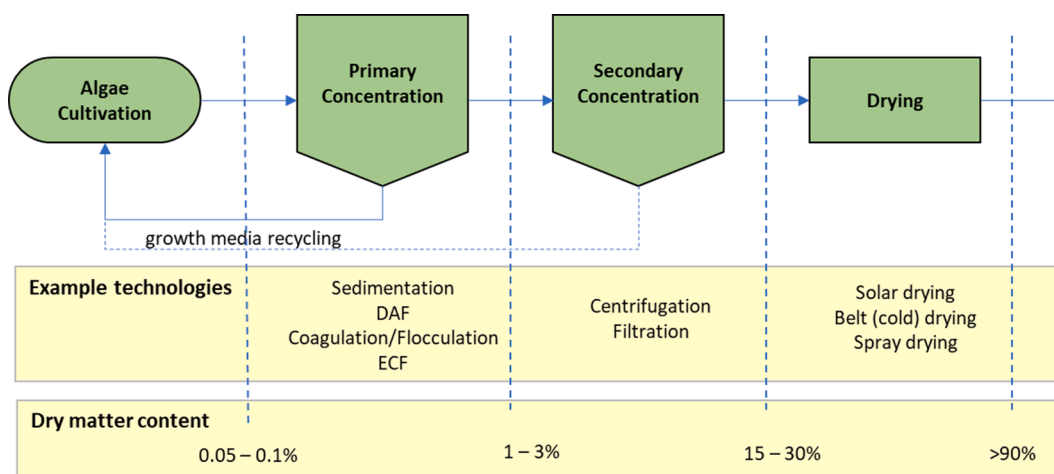 Algae
Cultivation
Primary
Concentration
Secondary
Concentration
Drying
growth media recycling
Example technologies
Sedimentation
DAF
Coagulation/Flocculation
ECF
Centrifugation
Filtration
Solar drying
Belt (cold) drying
Spray drying
Dry matter content
0.05 – 0.1%
1 – 3%
15 – 30%
>90%